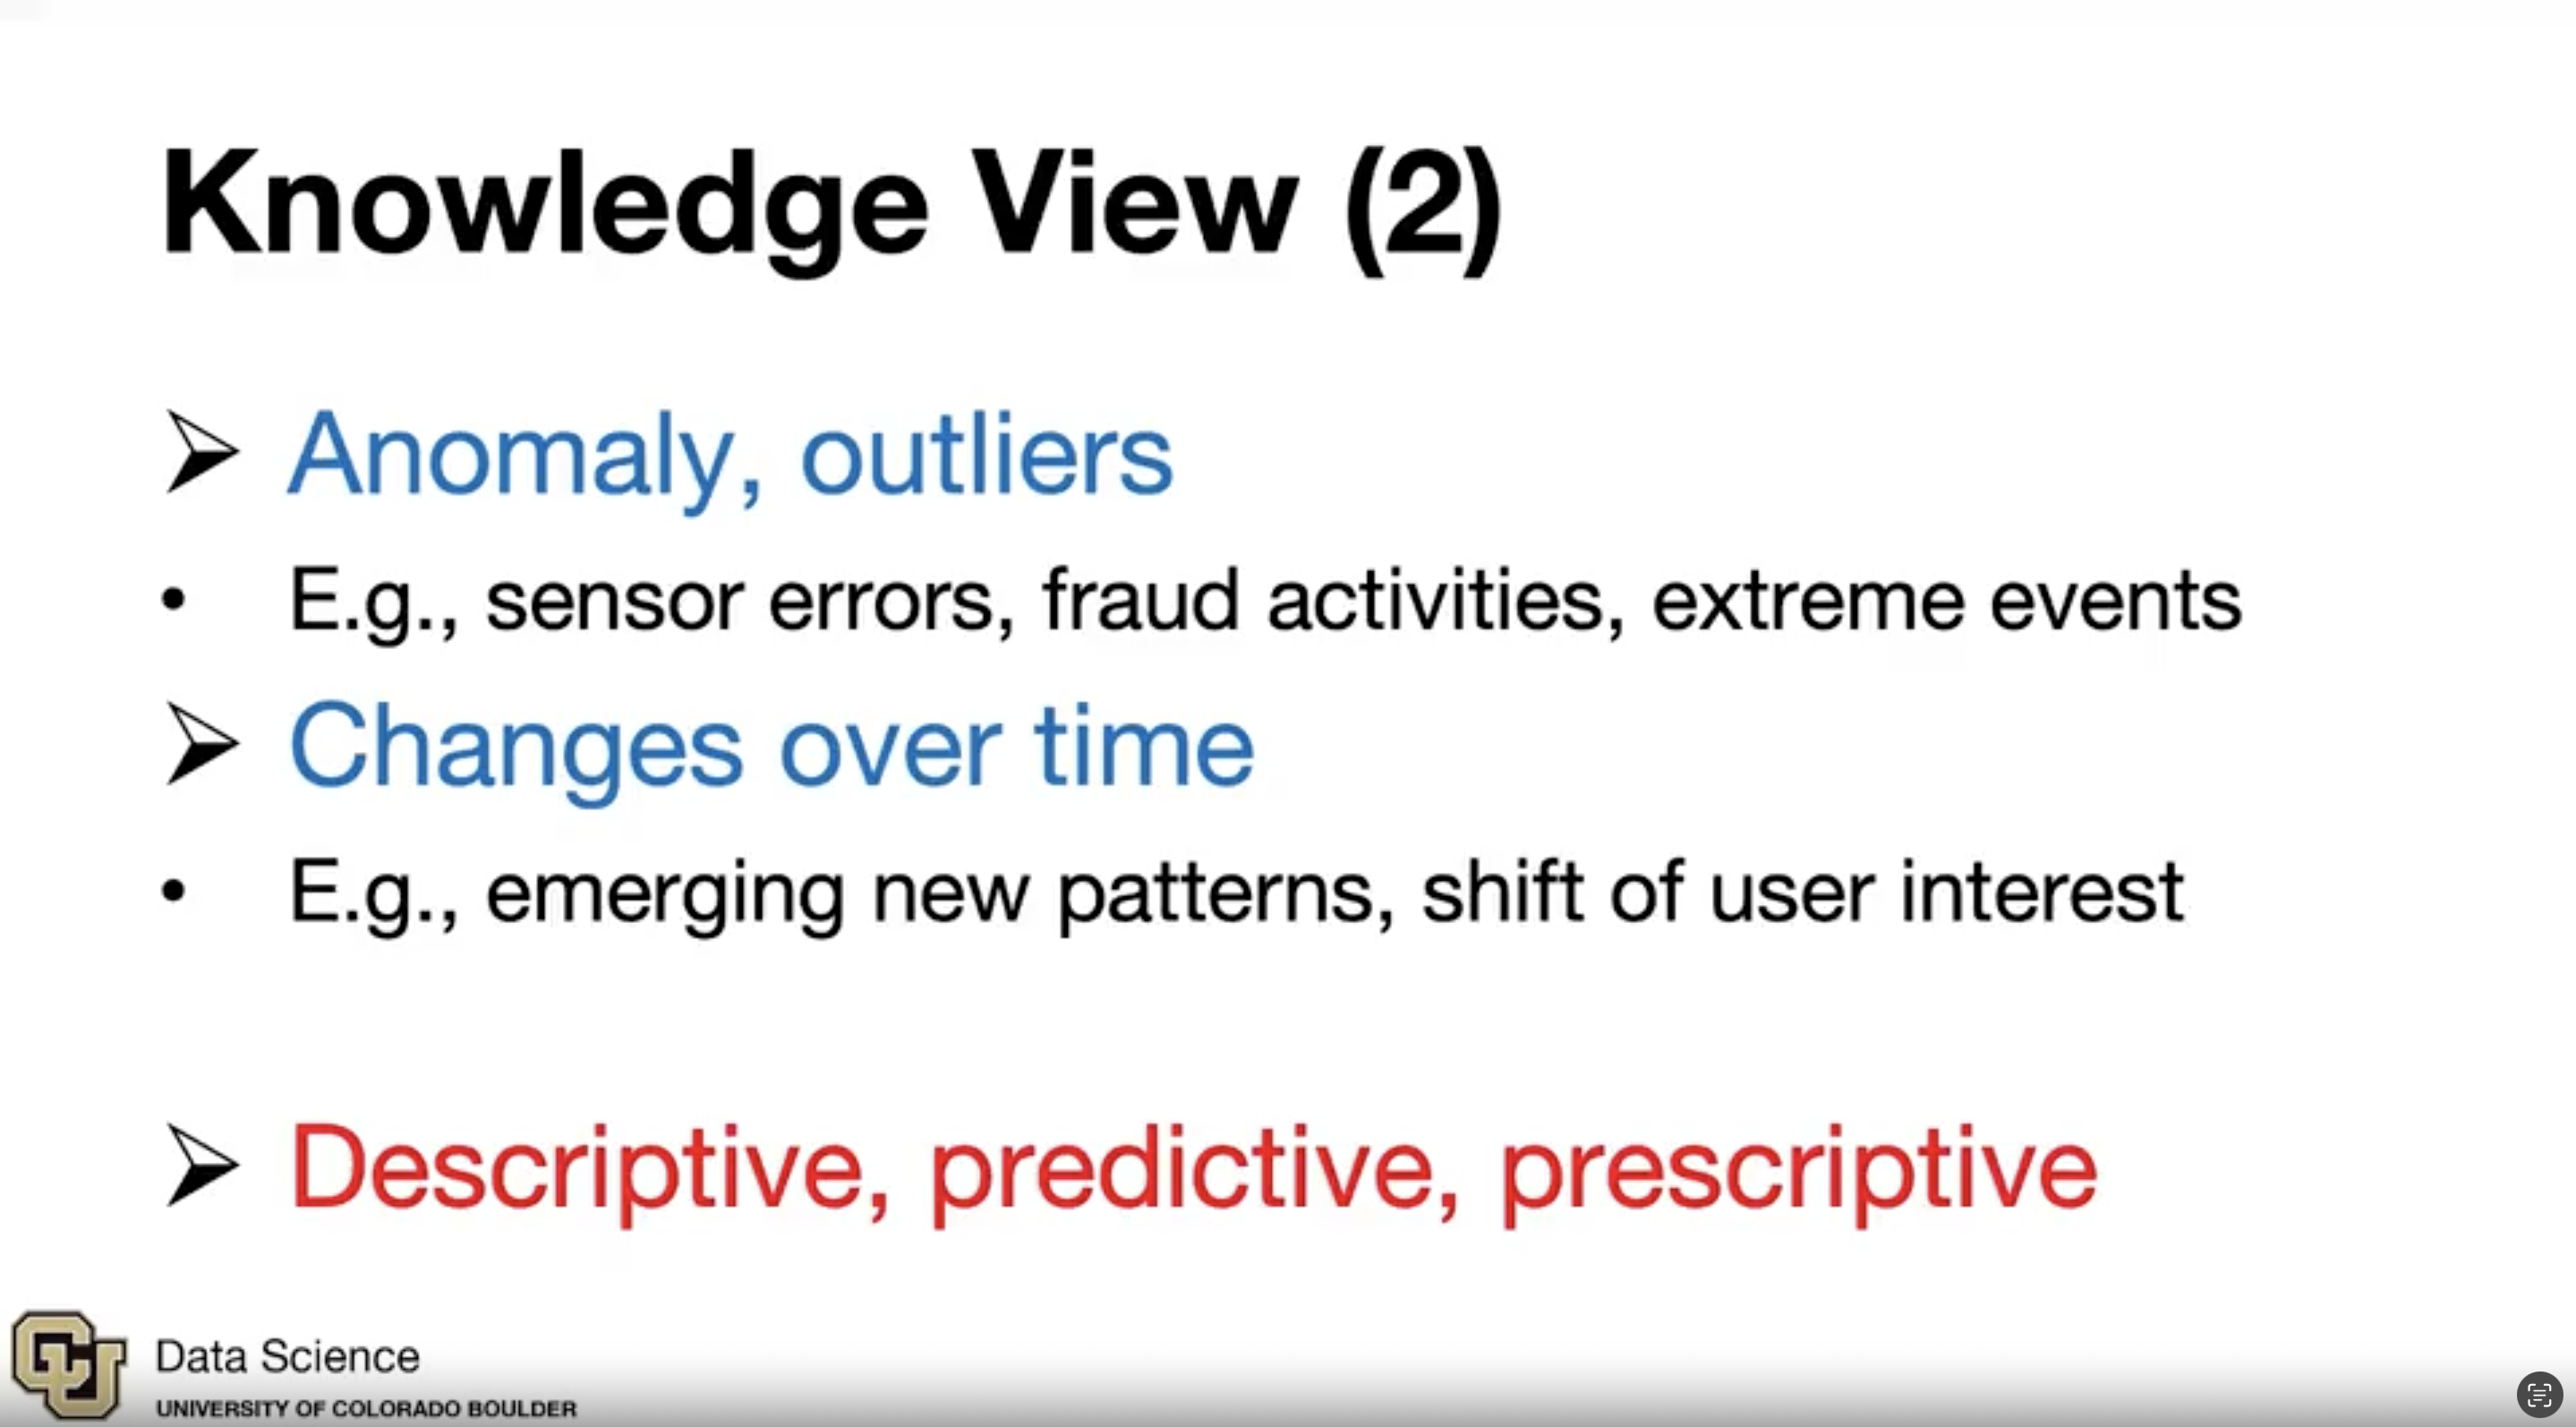 Knowledge View (2)
➢ Anomaly, outliers
• E.g., sensor errors, fraud activities, extreme events
➢ Changes over time
• E.g., emerging new patterns, shift of user interest
➢ Descriptive, predictive, prescriptive
CU
Data Science
UNIVERSITY OF COLORADO BOULDER